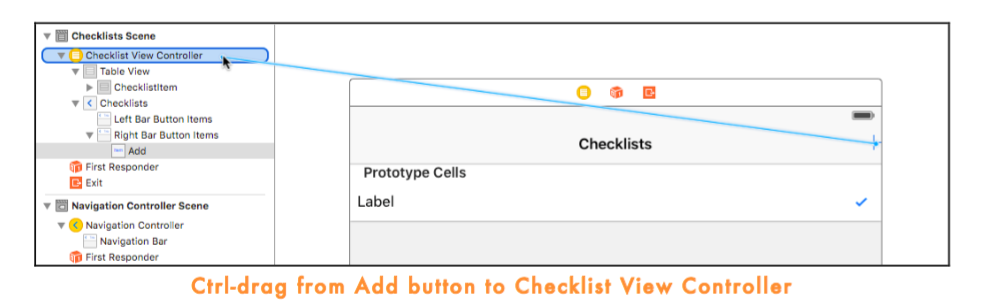 Checklists Scene
Checklist View Controller
Table View
ChecklistItem
Checklists
Left Bar Button Items
Right Bar Button Items
Add
First Responder
Exit
Navigation Controller Scene
Navigation Controller
Navigation Bar
First Responder
Checklists
Prototype Cells
Label
Ctrl-drag from Add button to Checklist View Controller